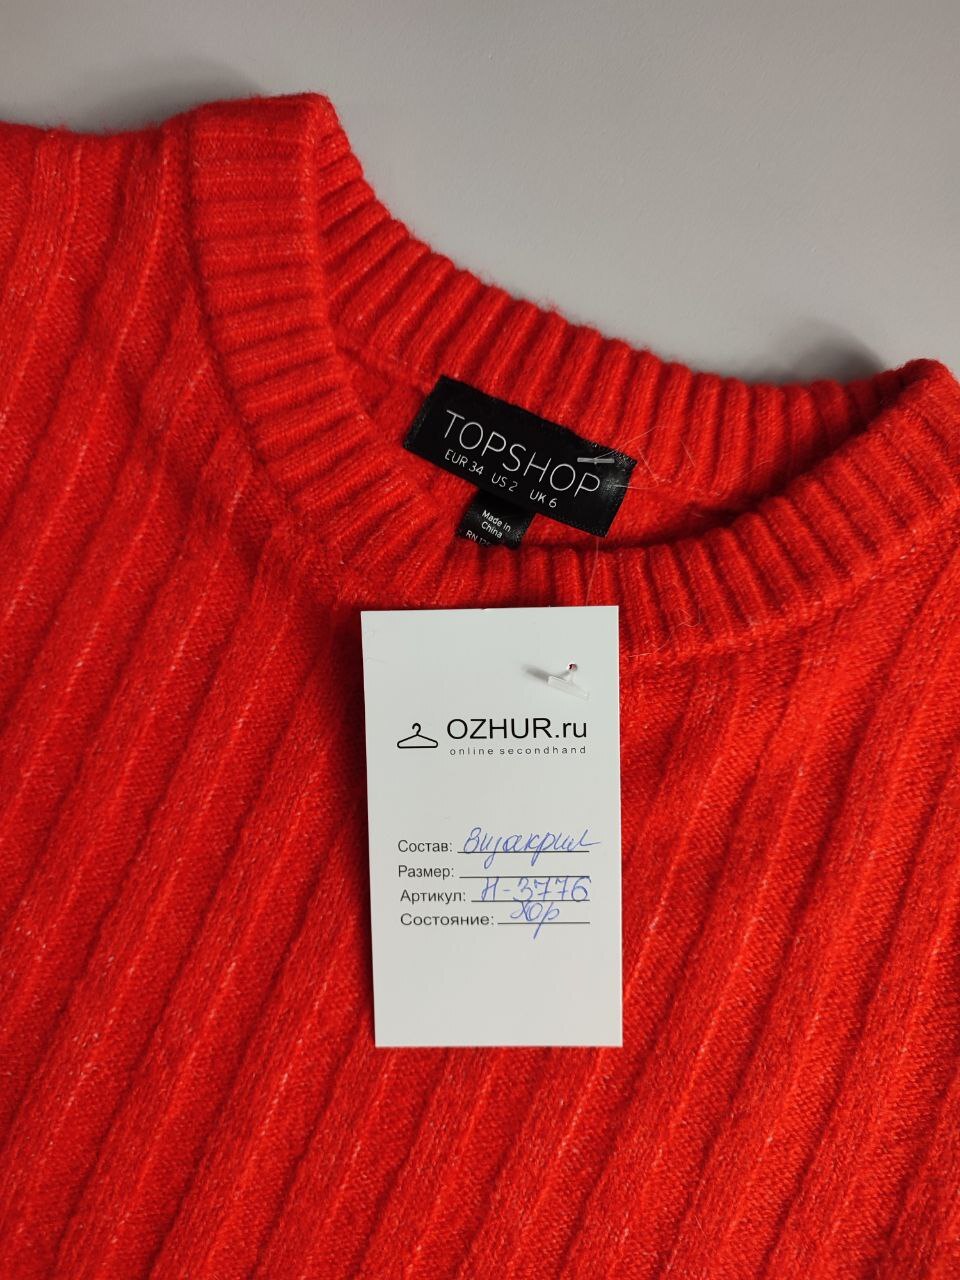 TOPSHOP
EUR 34 US 2 UK 6
Made in
China
RN
OZHUR.ru
online secondhand
Состав:
Размер:
Артикул: Н-3776
Состояние: Хор